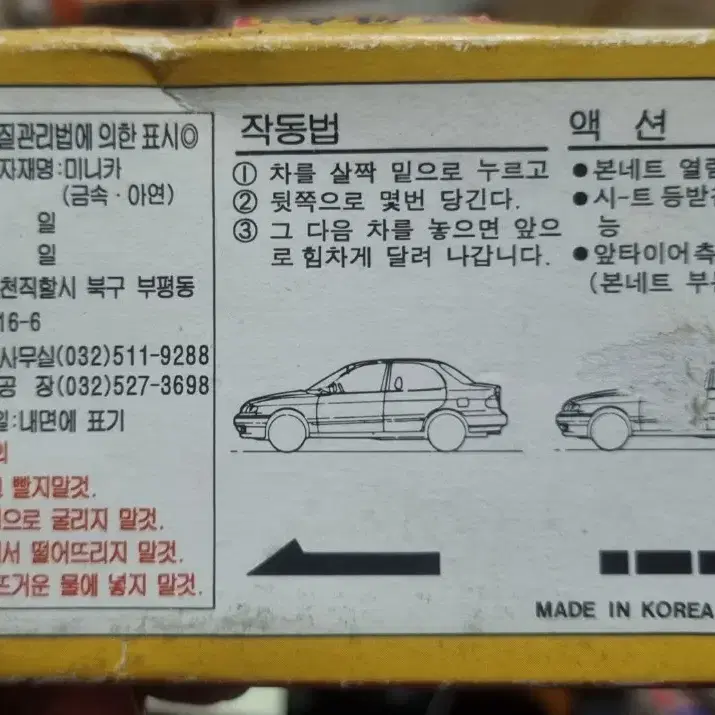 질관리법에 의한 표시◎
자재명:미니카
(금속·아연)
일
일
천직할시 북구 부평동
16-6
사무실(032)511-9288
공 장(032)527-3698
일:내면에 표기
빨지말것.
으로 굴리지 말것.
서 떨어뜨리지 말것.
뜨거운 물에 넣지 말것.
작동법
① 차를 살짝 밑으로 누르고
② 뒷쪽으로 몇번 당긴다.
③ 그 다음 차를 놓으면 앞으
로 힘차게 달려 나갑니다.
액 션
●본네트 열림
●시-트 등받
능
●앞타이어 측
(본네트 부
MADE IN KOREA